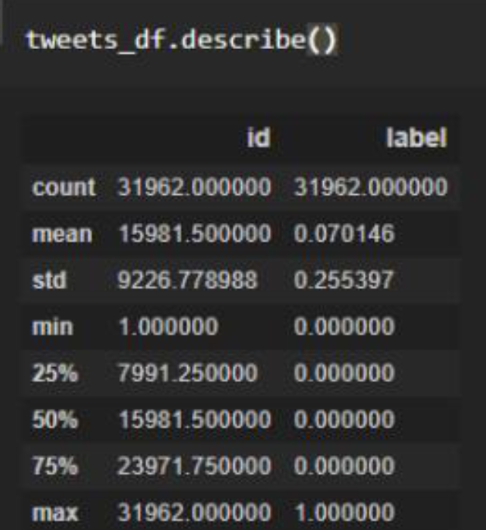 tweets_df.describe()
id label
count 31962.000000 31962.000000
mean 15981.500000 0.070146
std 9226.778988 0.255397
min 1.000000 0.000000
25% 7991.250000 0.000000
50% 15981.500000 0.000000
75% 23971.750000 0.000000
max 31962.000000 1.000000